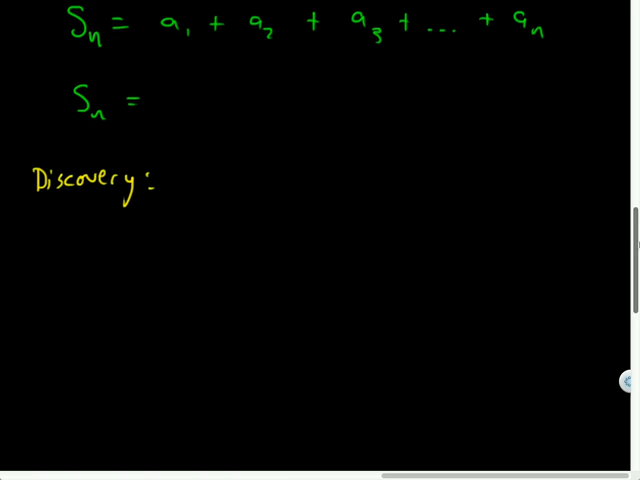 Sₙ = a₁ + a₂ + a₃ + ... + aₙ
Sₙ =
Discovery: